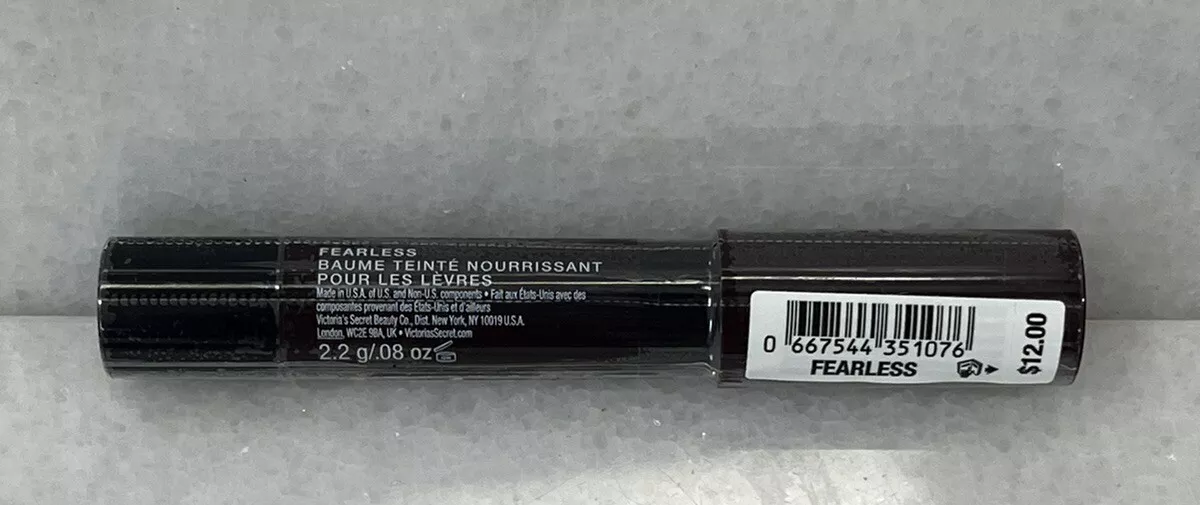 FEARLESS
BAUME TEINTÉ NOURRISSANT
POUR LES LÈVRES
Made in U.S.A. of U.S. and Non-U.S. components • Fait aux États-Unis avec des
composantes provenant des États-Unis et d'ailleurs
Victoria's Secret Beauty Co., Dist. New York, NY 10019 U.S.A.
London, WC2E 9BA, UK • VictoriasSecret.com
2.2 g/.08 oz
0 667544 351076
FEARLESS
$12.00